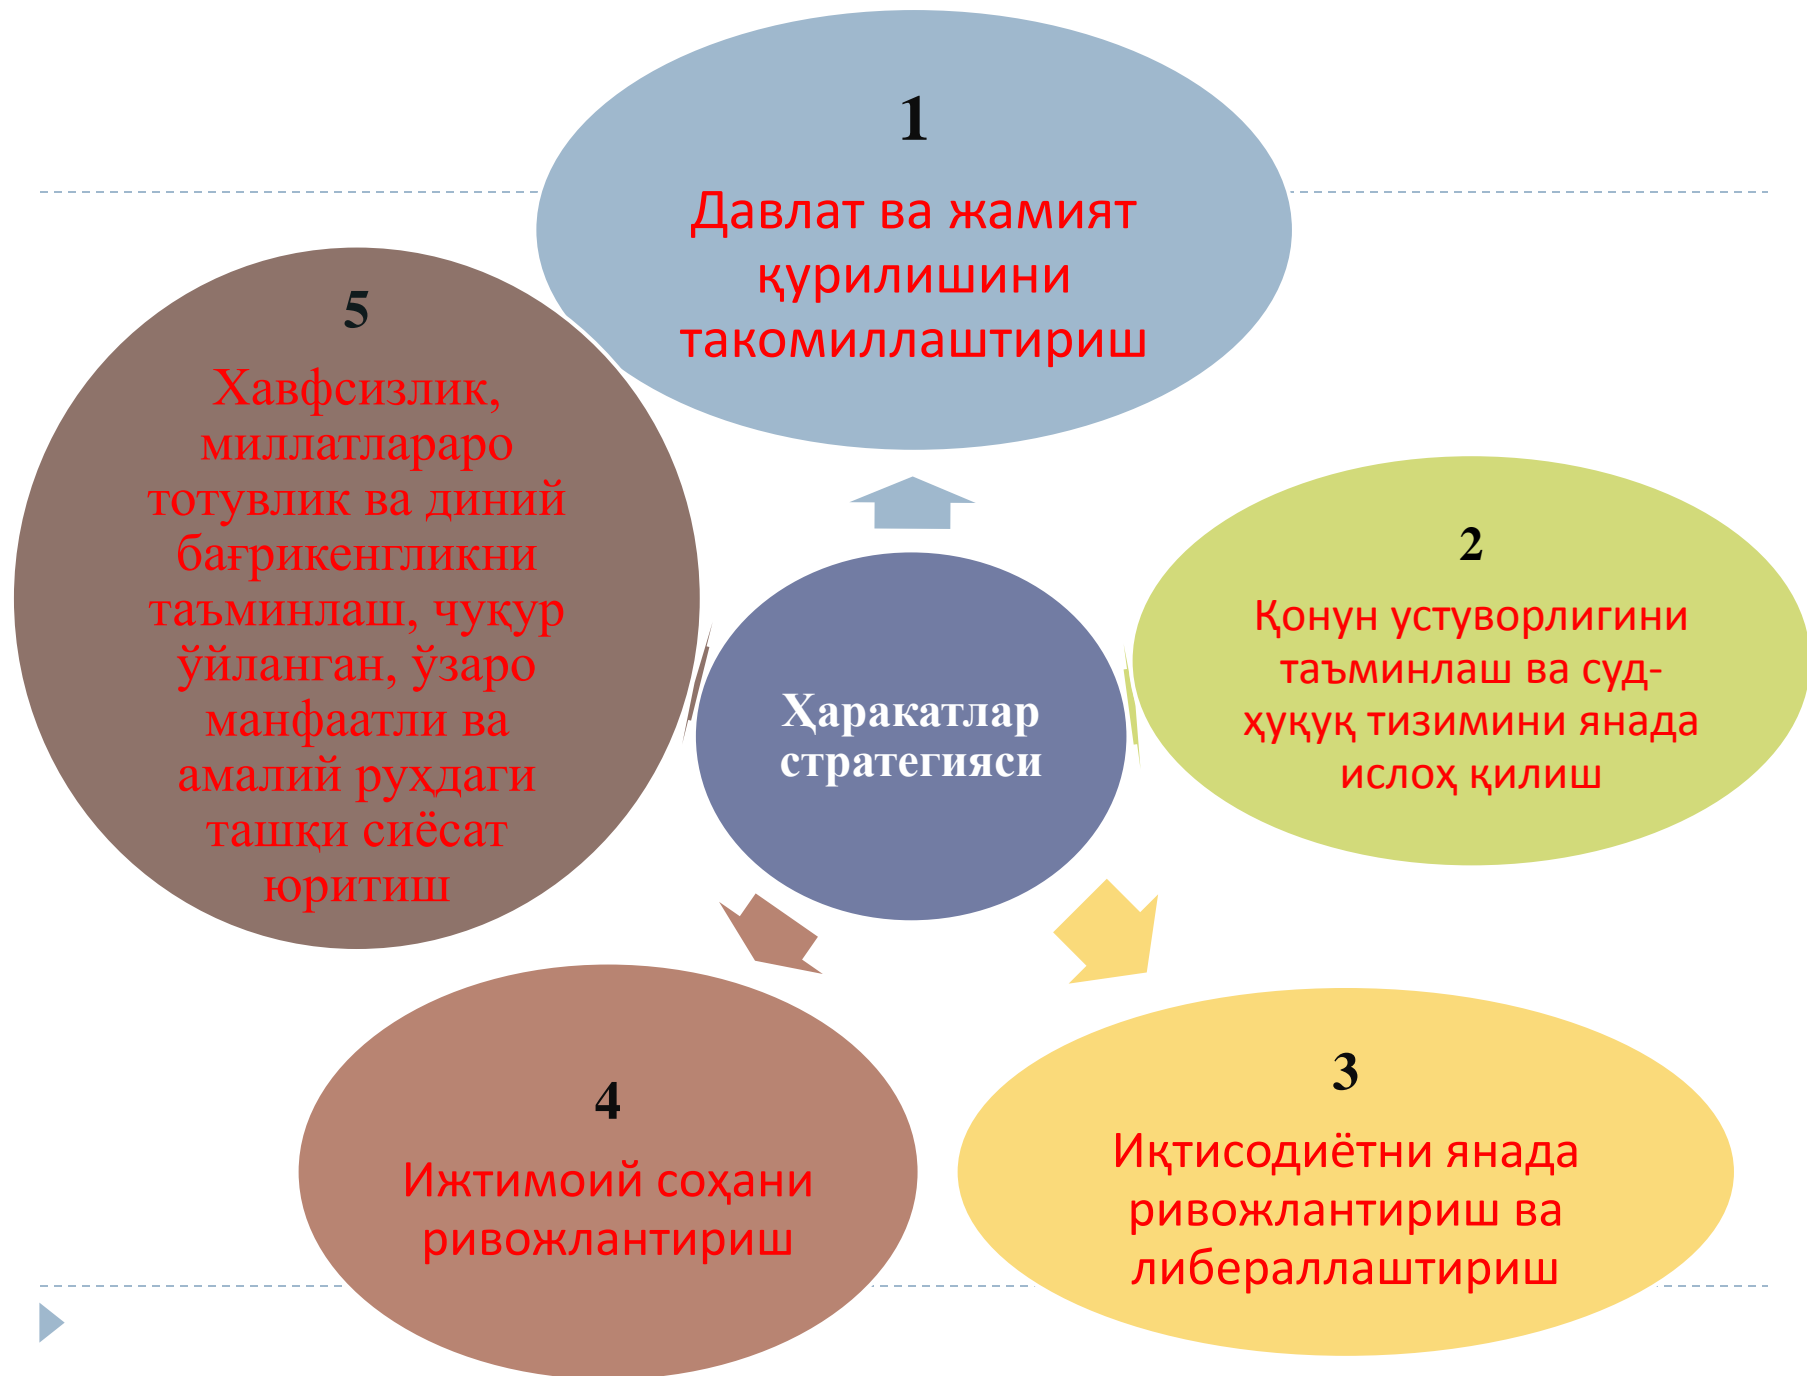 1
Давлат ва жамият
қурилишини
такомиллаштириш
2
Қонун устуворлигини
таъминлаш ва суд-
ҳуқуқ тизимини янада
ислоҳ қилиш
3
Иқтисодиётни янада
ривожлантириш ва
либераллаштириш
4
Ижтимоий соҳани
ривожлантириш
5
Хавфсизлик,
миллатлараро
тотувлик ва диний
бағрикенгликни
таъминлаш, чуқур
ўйланган, ўзаро
манфаатли ва
амалий руҳдаги
ташқи сиёсат
юритиш
Ҳаракатлар
стратегияси